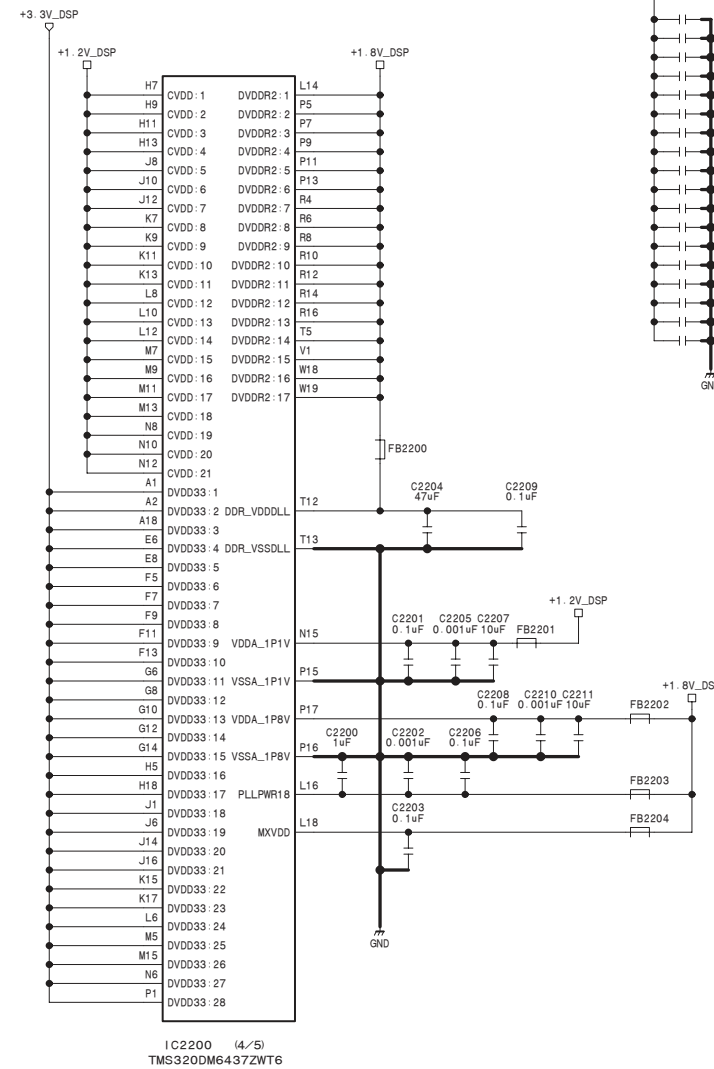 +3.3V_DSP
+1.2V_DSP
+1.8V_DSP
H7 CVDD:1 DVDDR2:1 L14
H9 CVDD:2 DVDDR2:2 P5
H11 CVDD:3 DVDDR2:3 P7
H13 CVDD:4 DVDDR2:4 P9
J8 CVDD:5 DVDDR2:5 P11
J10 CVDD:6 DVDDR2:6 P13
J12 CVDD:7 DVDDR2:7 R4
K7 CVDD:8 DVDDR2:8 R6
K9 CVDD:9 DVDDR2:9 R8
K11 CVDD:10 DVDDR2:10 R10
K13 CVDD:11 DVDDR2:11 R12
L8 CVDD:12 DVDDR2:12 R14
L10 CVDD:13 DVDDR2:13 R16
L12 CVDD:14 DVDDR2:14 T5
M7 CVDD:15 DVDDR2:15 V1
M9 CVDD:16 DVDDR2:16 W18
M11 CVDD:17 DVDDR2:17 W19
M13 CVDD:18
N8 CVDD:19
N10 CVDD:20
N12 CVDD:21
A1 DVDD33:1
A2 DVDD33:2 DDR_VDDDLL T12
A18 DVDD33:3
E6 DVDD33:4 DDR_VSSDLL T13
E8 DVDD33:5
F5 DVDD33:6
F7 DVDD33:7
F9 DVDD33:8
F11 DVDD33:9 VDDA_1P1V N15
F13 DVDD33:10
G6 DVDD33:11 VSSA_1P1V P15
G8 DVDD33:12
G10 DVDD33:13 VDDA_1P8V P17
G12 DVDD33:14
G14 DVDD33:15 VSSA_1P8V P16
H5 DVDD33:16
H18 DVDD33:17 PLLPWR18 L16
J1 DVDD33:18
J6 DVDD33:19 MXVDD L18
J14 DVDD33:20
J16 DVDD33:21
K15 DVDD33:22
K17 DVDD33:23
L6 DVDD33:24
M5 DVDD33:25
M15 DVDD33:26
N6 DVDD33:27
P1 DVDD33:28
FB2200
C2204 C2209
47uF 0.1uF
+1.2V_DSP
C2201 C2205 C2207
0.1uF 0.001uF 10uF FB2201
+1.8V_DS
C2208 C2210 C2211 FB2202
0.1uF 0.001uF 10uF
C2200 C2202 C2206
1uF 0.001uF 0.1uF
FB2203
C2203 FB2204
0.1uF
GND
GN
IC2200 (4/5)
TMS320DM6437ZWT6